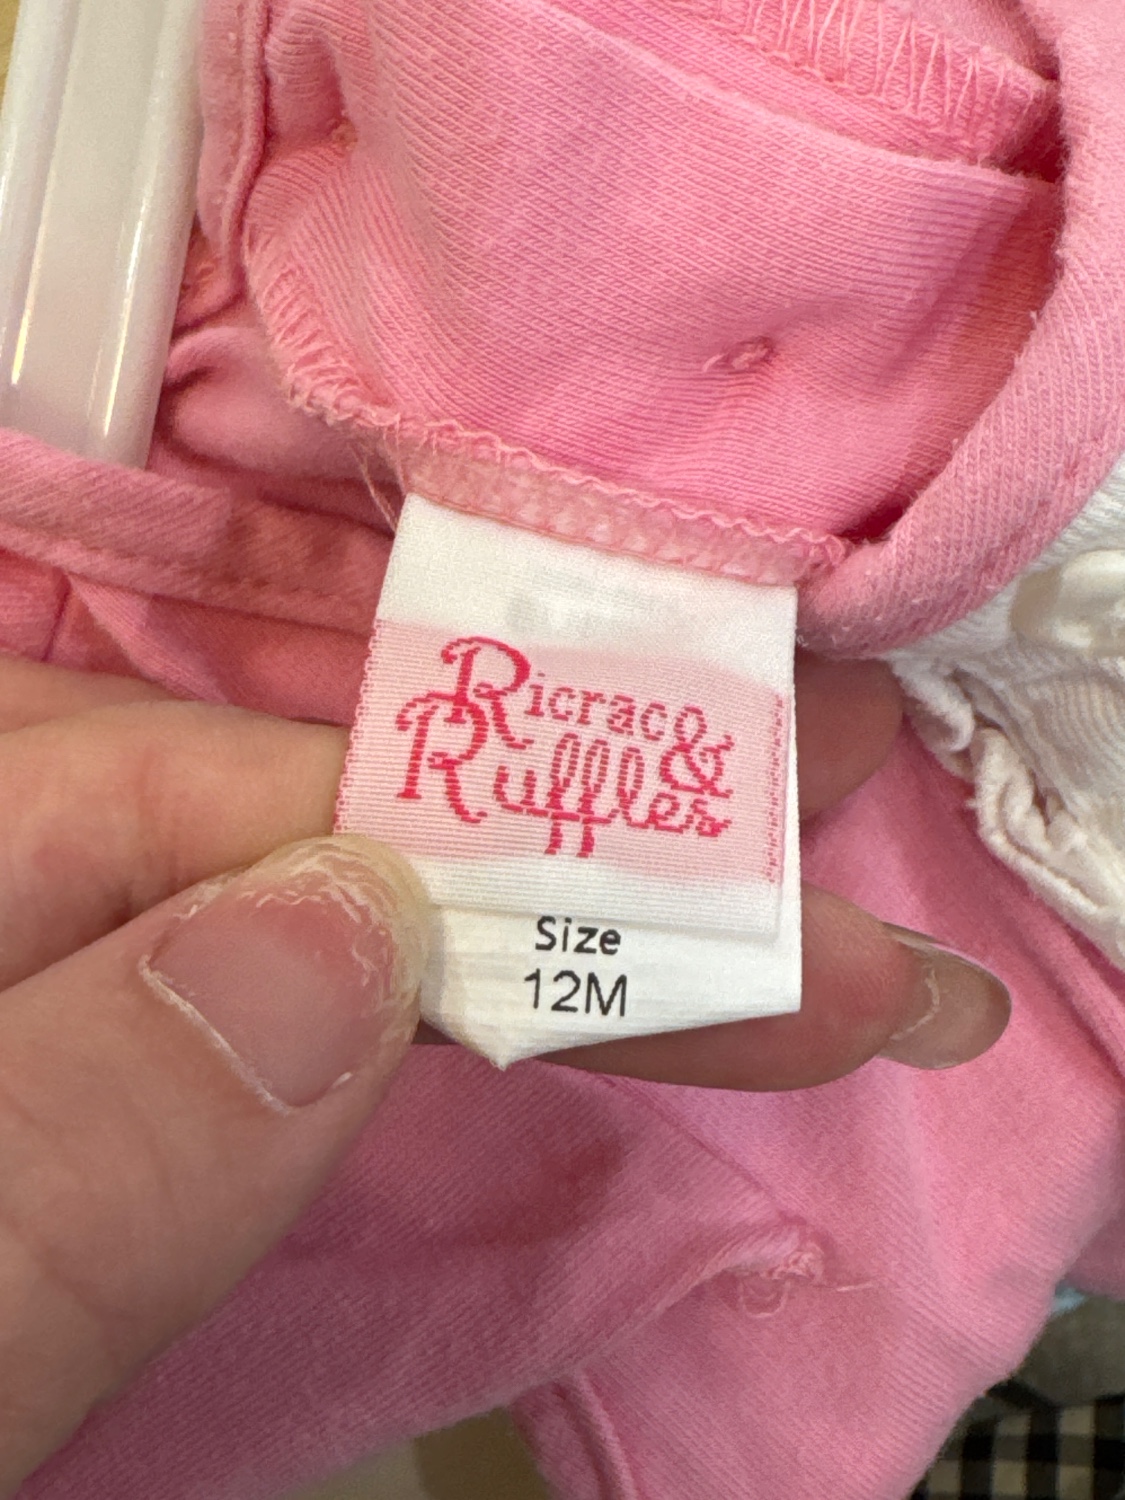 Ricrac &
Ruffles
Size
12M